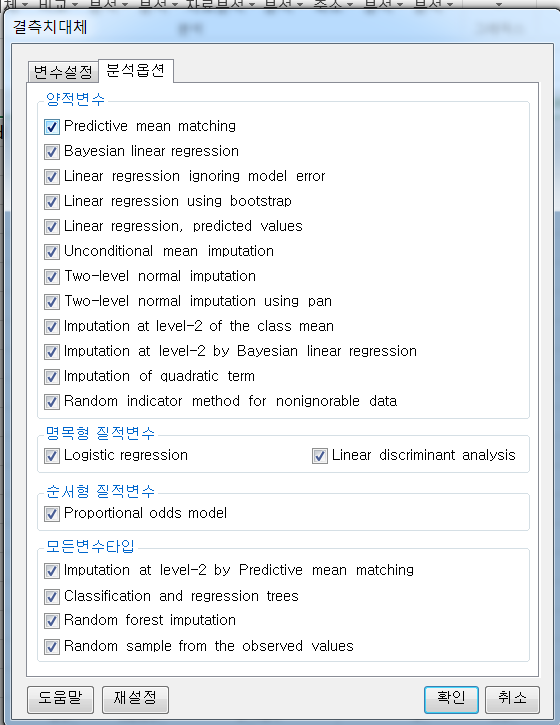 결측치대체
변수설정 분석옵션
양적변수
Predictive mean matching
Bayesian linear regression
Linear regression ignoring model error
Linear regression using bootstrap
Linear regression, predicted values
Unconditional mean imputation
Two-level normal imputation
Two-level normal imputation using pan
Imputation at level-2 of the class mean
Imputation at level-2 by Bayesian linear regression
Imputation of quadratic term
Random indicator method for nonignorable data
명목형 질적변수
Logistic regression Linear discriminant analysis
순서형 질적변수
Proportional odds model
모든변수타입
Imputation at level-2 by Predictive mean matching
Classification and regression trees
Random forest imputation
Random sample from the observed values
도움말 재설정 확인 취소